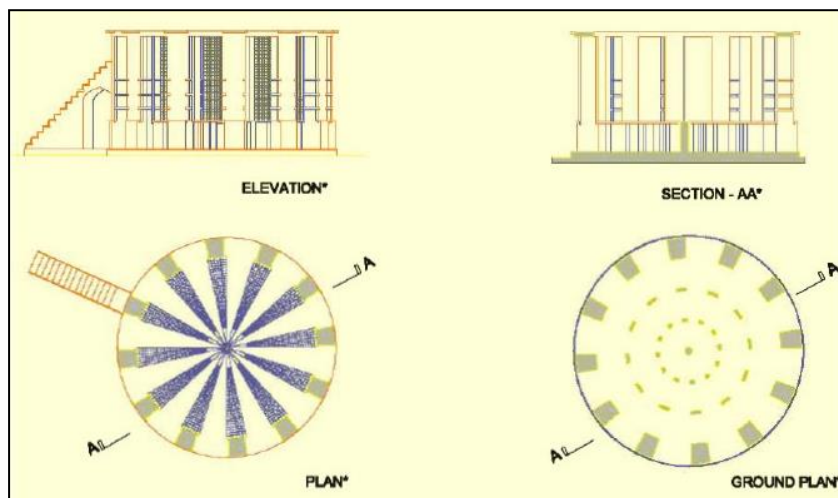 ELEVATION*
SECTION - AA*
A
A
PLAN*
A
A
GROUND PLAN*